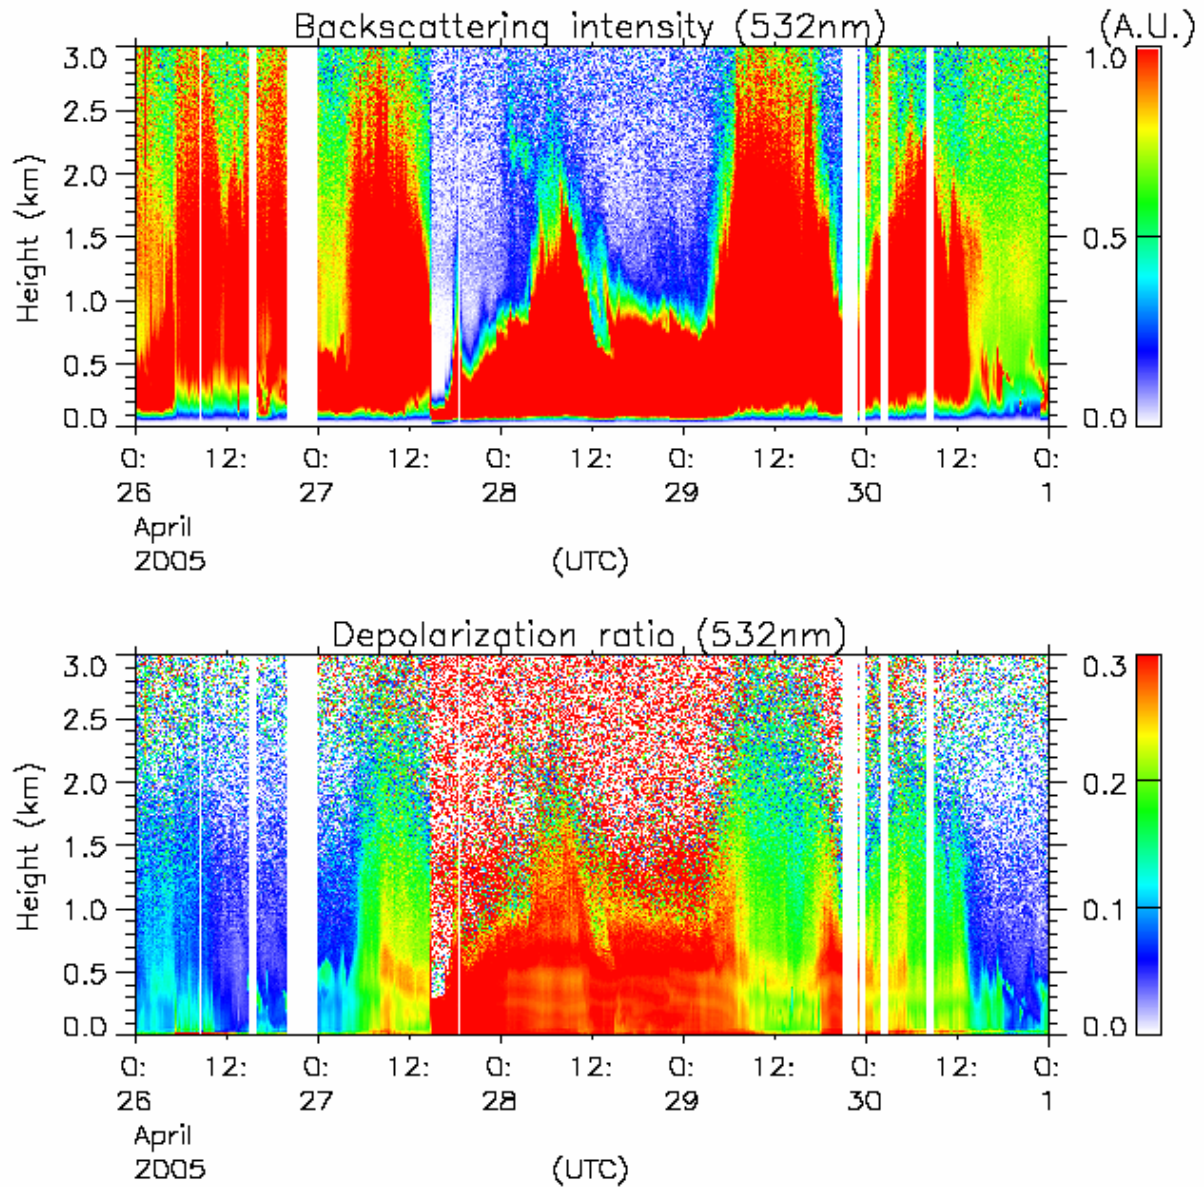 Backscattering intensity (532nm) (A.U.)
3.0
2.5
2.0
1.5
1.0
0.5
0.0
Height (km)
1.0
0.5
0.0
0: 12: 0: 12: 0: 12: 0: 12: 0: 12: 0:
26 27 28 29 30 1
April
2005 (UTC)
Depolarization ratio (532nm)
3.0
2.5
2.0
1.5
1.0
0.5
0.0
Height (km)
0.3
0.2
0.1
0.0
0: 12: 0: 12: 0: 12: 0: 12: 0: 12: 0:
26 27 28 29 30 1
April
2005 (UTC)